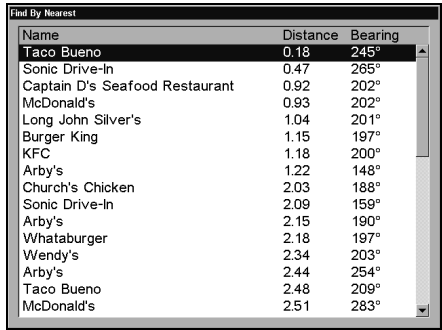 Find By Nearest
Name Distance Bearing
Taco Bueno 0.18 245°
Sonic Drive-In 0.47 265°
Captain D's Seafood Restaurant 0.92 202°
McDonald's 0.93 202°
Long John Silver's 1.04 201°
Burger King 1.15 197°
KFC 1.18 200°
Arby's 1.22 148°
Church's Chicken 2.03 188°
Sonic Drive-In 2.09 159°
Arby's 2.15 190°
Whataburger 2.18 197°
Wendy's 2.34 203°
Arby's 2.44 254°
Taco Bueno 2.48 209°
McDonald's 2.51 283°